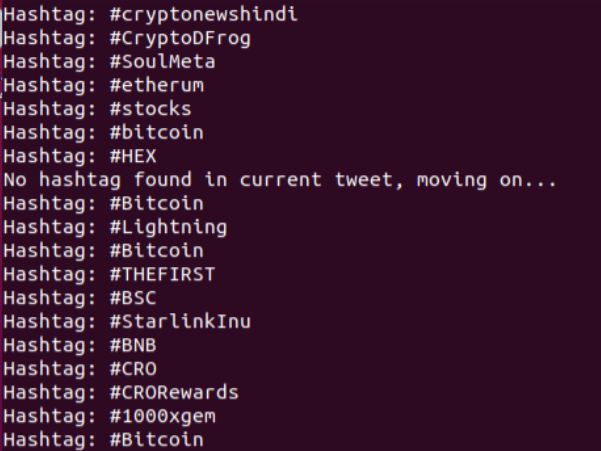 Hashtag: #cryptonewshindi
Hashtag: #CryptoDFrog
Hashtag: #SoulMeta
Hashtag: #etherum
Hashtag: #stocks
Hashtag: #bitcoin
Hashtag: #HEX
No hashtag found in current tweet, moving on...
Hashtag: #Bitcoin
Hashtag: #Lightning
Hashtag: #Bitcoin
Hashtag: #THEFIRST
Hashtag: #BSC
Hashtag: #StarlinkInu
Hashtag: #BNB
Hashtag: #CRO
Hashtag: #CRORewards
Hashtag: #1000xgem
Hashtag: #Bitcoin